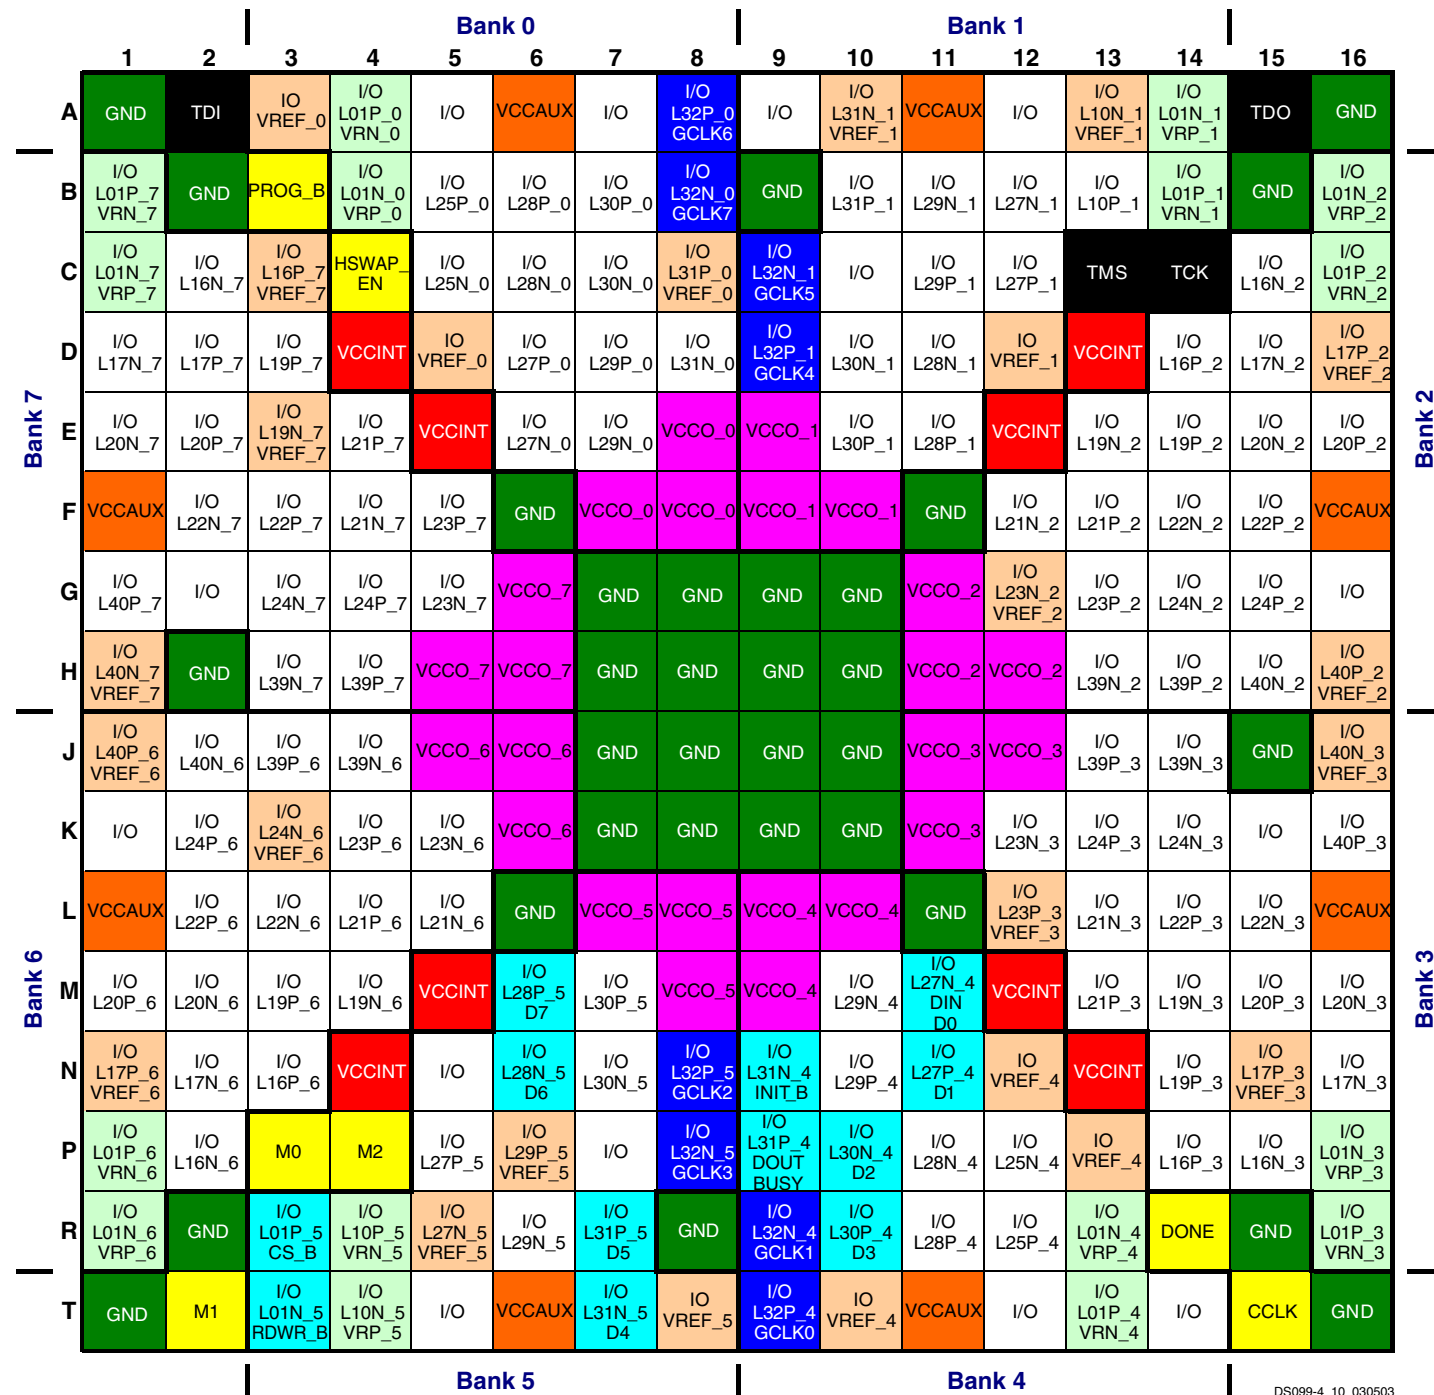 Bank 0 Bank 1
1 2 3 4 5 6 7 8 9 10 11 12 13 14 15 16
A GND TDI IO VREF_0 I/O L01P_0 VRN_0 I/O VCCAUX I/O I/O L32P_0 GCLK6 I/O I/O L31N_1 VREF_1 VCCAUX I/O I/O L10N_1 VREF_1 I/O L01N_1 VRP_1 TDO GND
B I/O L01P_7 VRN_7 GND PROG_B I/O L01N_0 VRP_0 I/O L25P_0 I/O L28P_0 I/O L30P_0 I/O L32N_0 GCLK7 GND I/O L31P_1 I/O L29N_1 I/O L27N_1 I/O L10P_1 I/O L01P_1 VRN_1 GND I/O L01N_2 VRP_2
C I/O L01N_7 VRP_7 I/O L16N_7 I/O L16P_7 VREF_7 HSWAP_EN I/O L25N_0 I/O L28N_0 I/O L30N_0 I/O L31P_0 VREF_0 I/O L32N_1 GCLK5 I/O I/O L29P_1 I/O L27P_1 TMS TCK I/O L16N_2 I/O L01P_2 VRN_2
D I/O L17N_7 I/O L17P_7 I/O L19P_7 VCCINT IO VREF_0 I/O L27P_0 I/O L29P_0 I/O L31N_0 I/O L32P_1 GCLK4 I/O L30N_1 I/O L28N_1 IO VREF_1 VCCINT I/O L16P_2 I/O L17N_2 I/O L17P_2 VREF_2
Bank 7
Bank 2
E I/O L20N_7 I/O L20P_7 I/O L19N_7 VREF_7 I/O L21P_7 VCCINT I/O L27N_0 I/O L29N_0 VCCO_0 VCCO_1 I/O L30P_1 I/O L28P_1 VCCINT I/O L19N_2 I/O L19P_2 I/O L20N_2 I/O L20P_2
F VCCAUX I/O L22N_7 I/O L22P_7 I/O L21N_7 I/O L23P_7 GND VCCO_0 VCCO_0 VCCO_1 VCCO_1 GND I/O L21N_2 I/O L21P_2 I/O L22N_2 I/O L22P_2 VCCAUX
G I/O L40P_7 I/O I/O L24N_7 I/O L24P_7 I/O L23N_7 VCCO_7 GND GND GND GND VCCO_2 I/O L23N_2 VREF_2 I/O L23P_2 I/O L24N_2 I/O L24P_2 I/O
H I/O L40N_7 VREF_7 GND I/O L39N_7 I/O L39P_7 VCCO_7 VCCO_7 GND GND GND GND VCCO_2 VCCO_2 I/O L39N_2 I/O L39P_2 I/O L40N_2 I/O L40P_2 VREF_2
J I/O L40P_6 VREF_6 I/O L40N_6 I/O L39P_6 I/O L39N_6 VCCO_6 VCCO_6 GND GND GND GND VCCO_3 VCCO_3 I/O L39P_3 I/O L39N_3 GND I/O L40N_3 VREF_3
K I/O I/O L24P_6 I/O L24N_6 VREF_6 I/O L23P_6 I/O L23N_6 VCCO_6 GND GND GND GND VCCO_3 I/O L23N_3 I/O L24P_3 I/O L24N_3 I/O I/O L40P_3
L VCCAUX I/O L22P_6 I/O L22N_6 I/O L21P_6 I/O L21N_6 GND VCCO_5 VCCO_5 VCCO_4 VCCO_4 GND I/O L23P_3 VREF_3 I/O L21N_3 I/O L22P_3 I/O L22N_3 VCCAUX
Bank 6
Bank 3
M I/O L20P_6 I/O L20N_6 I/O L19P_6 I/O L19N_6 VCCINT I/O L28P_5 D7 I/O L30P_5 VCCO_5 VCCO_4 I/O L29N_4 I/O L27N_4 DIN D0 VCCINT I/O L21P_3 I/O L19N_3 I/O L20P_3 I/O L20N_3
N I/O L17P_6 VREF_6 I/O L17N_6 I/O L16P_6 VCCINT I/O I/O L28N_5 D6 I/O L30N_5 I/O L32P_5 GCLK2 I/O L31N_4 INIT_B I/O L29P_4 I/O L27P_4 D1 IO VREF_4 VCCINT I/O L19P_3 I/O L17P_3 VREF_3 I/O L17N_3
P I/O L01P_6 VRN_6 I/O L16N_6 M0 M2 I/O L27P_5 I/O L29P_5 VREF_5 I/O I/O L32N_5 GCLK3 I/O L31P_4 DOUT BUSY I/O L30N_4 D2 I/O L28N_4 I/O L25N_4 IO VREF_4 I/O L16P_3 I/O L16N_3 I/O L01N_3 VRP_3
R I/O L01N_6 VRP_6 GND I/O L01P_5 CS_B I/O L10P_5 VRN_5 I/O L27N_5 VREF_5 I/O L29N_5 I/O L31P_5 D5 GND I/O L32N_4 GCLK1 I/O L30P_4 D3 I/O L28P_4 I/O L25P_4 I/O L01N_4 VRP_4 DONE GND I/O L01P_3 VRN_3
T GND M1 I/O L01N_5 RDWR_B I/O L10N_5 VRP_5 I/O VCCAUX I/O L31N_5 D4 IO VREF_5 I/O L32P_4 GCLK0 IO VREF_4 VCCAUX I/O I/O L01P_4 VRN_4 I/O CCLK GND
Bank 5 Bank 4
DS099-4_10_030503